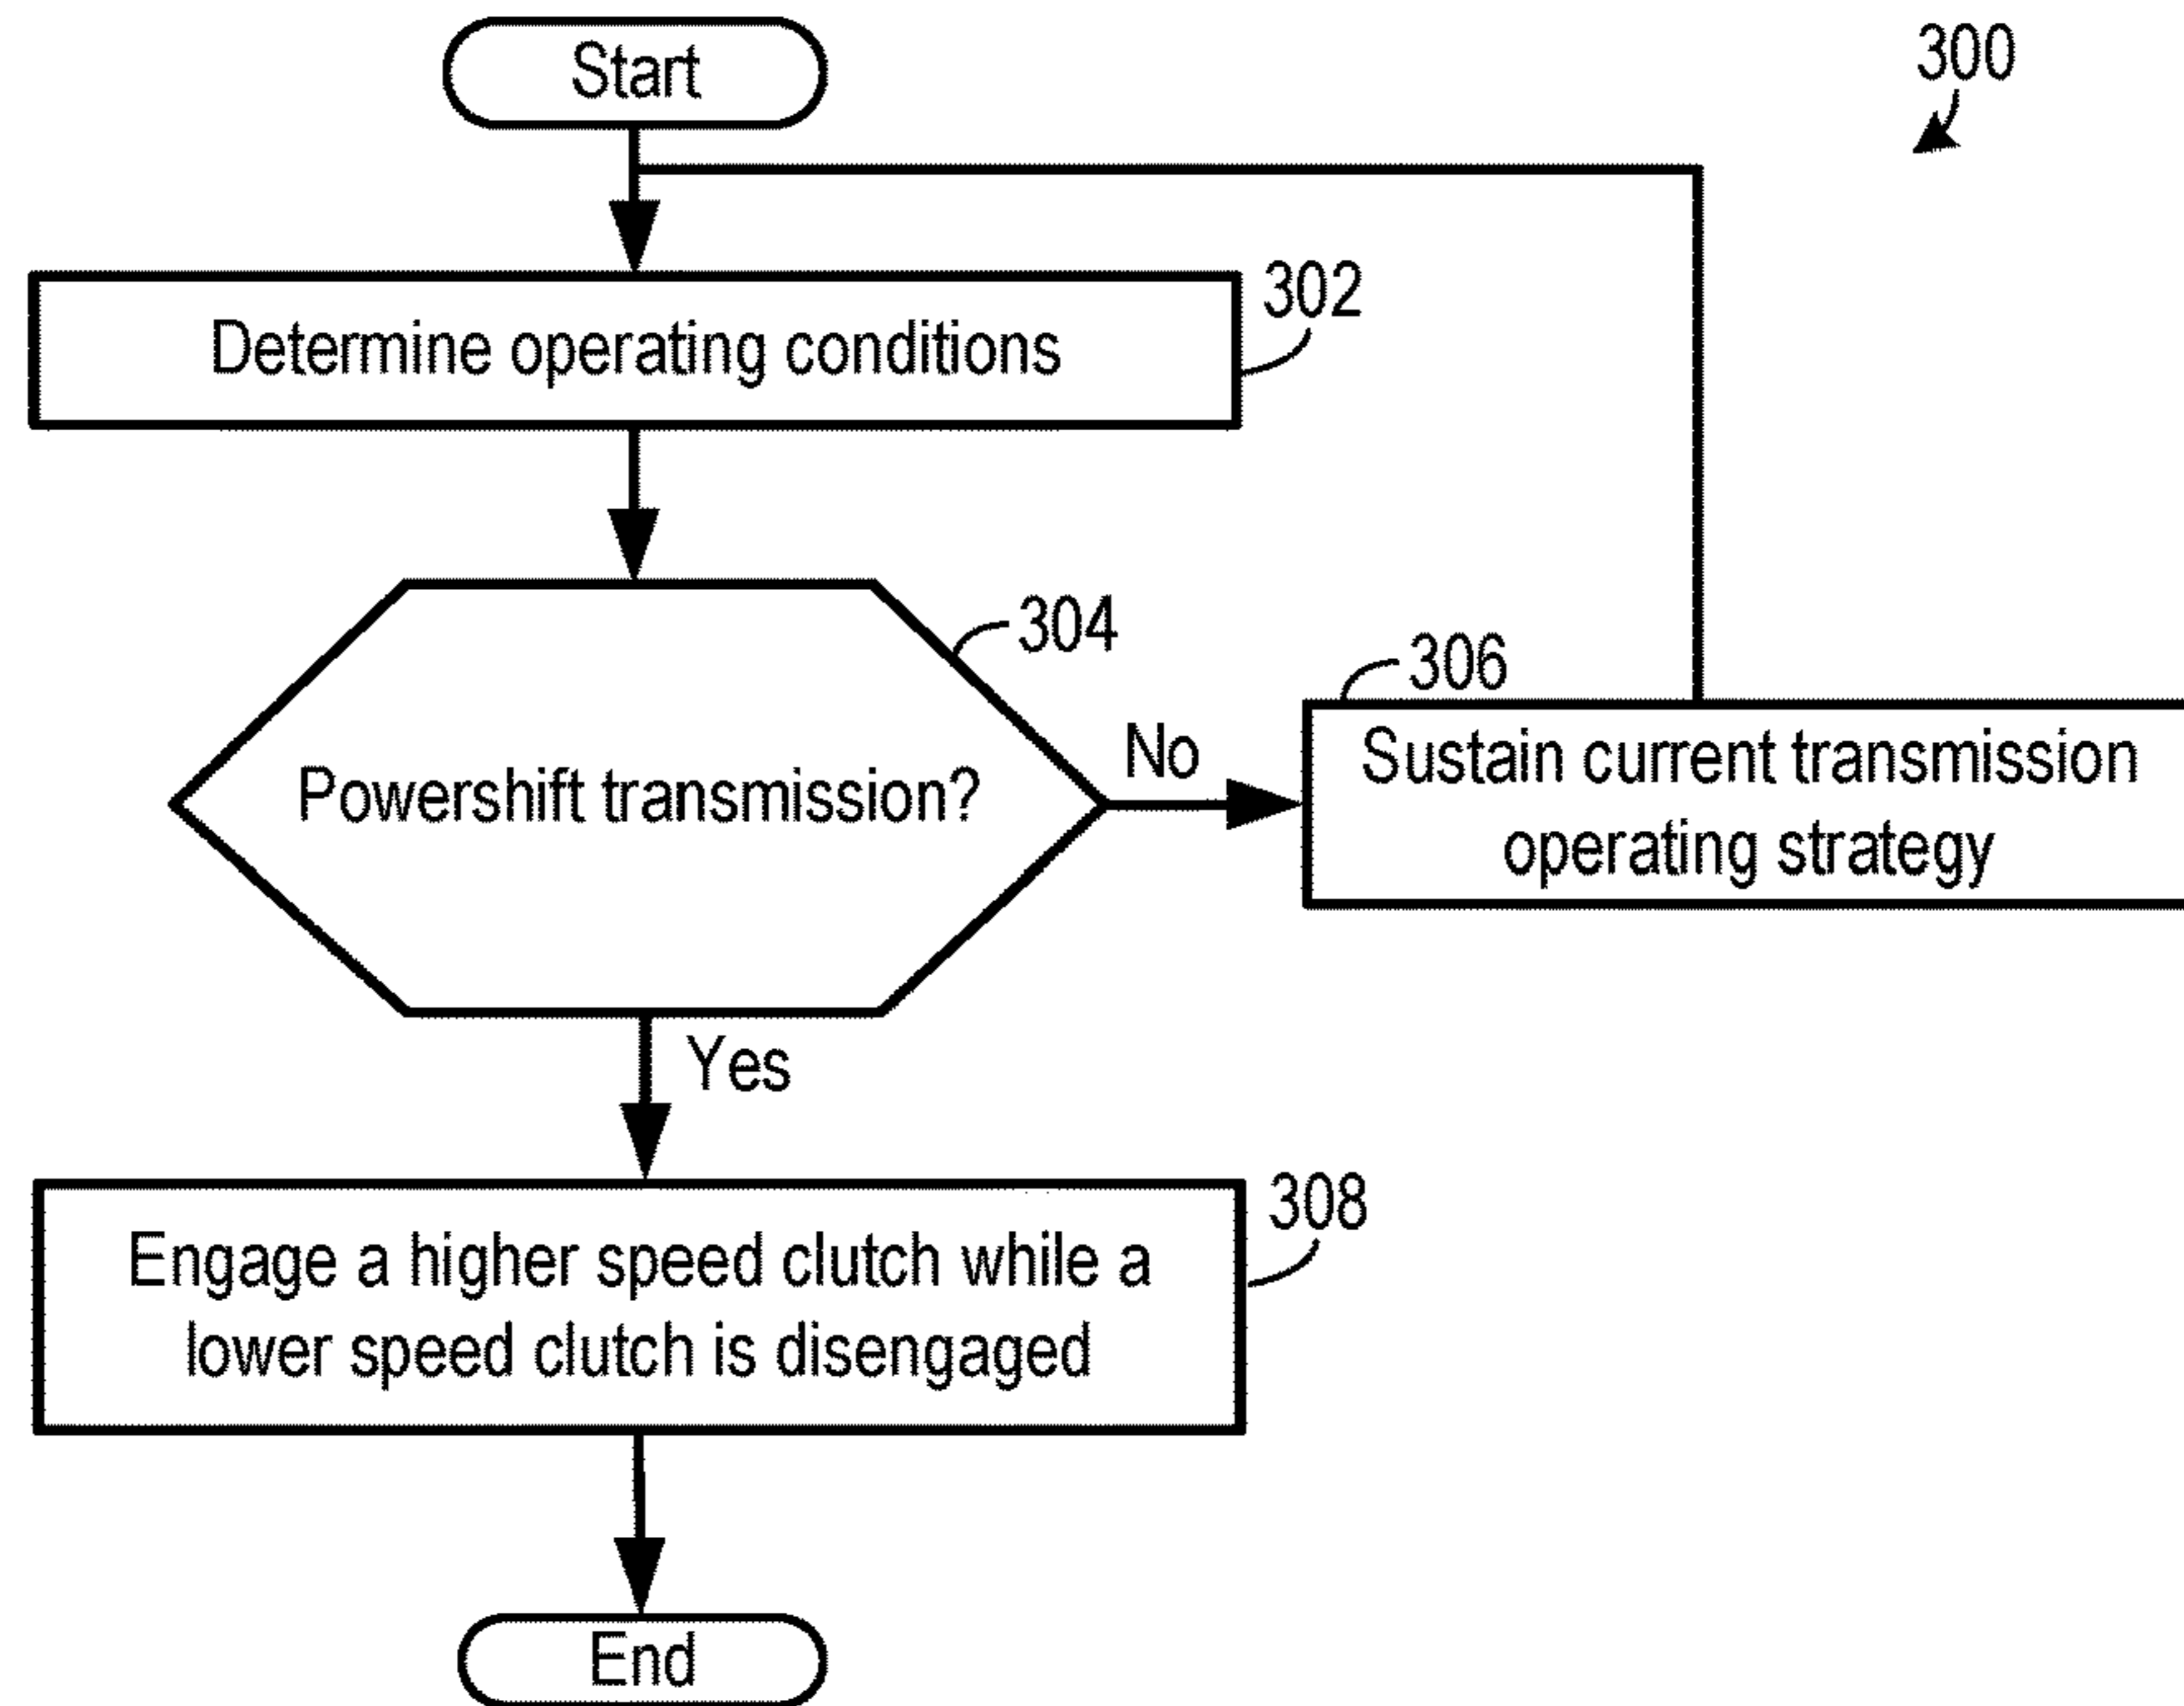 Start
300
302
Determine operating conditions
304
Powershift transmission?
No
306
Sustain current transmission
operating strategy
Yes
308
Engage a higher speed clutch while a
lower speed clutch is disengaged
End